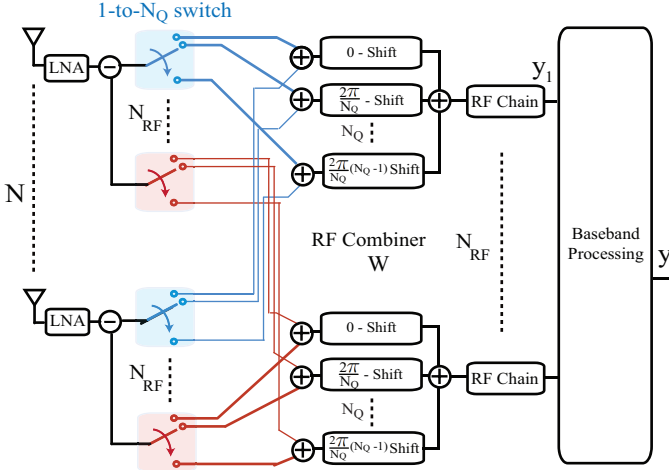 1-to-N_Q switch
LNA
N_RF
N
LNA
N_RF
0 - Shift
2π/N_Q - Shift
N_Q
2π/N_Q (N_Q -1) Shift
RF Combiner
W
0 - Shift
2π/N_Q - Shift
N_Q
2π/N_Q (N_Q -1) Shift
RF Chain
y_1
N_RF
RF Chain
Baseband
Processing
y